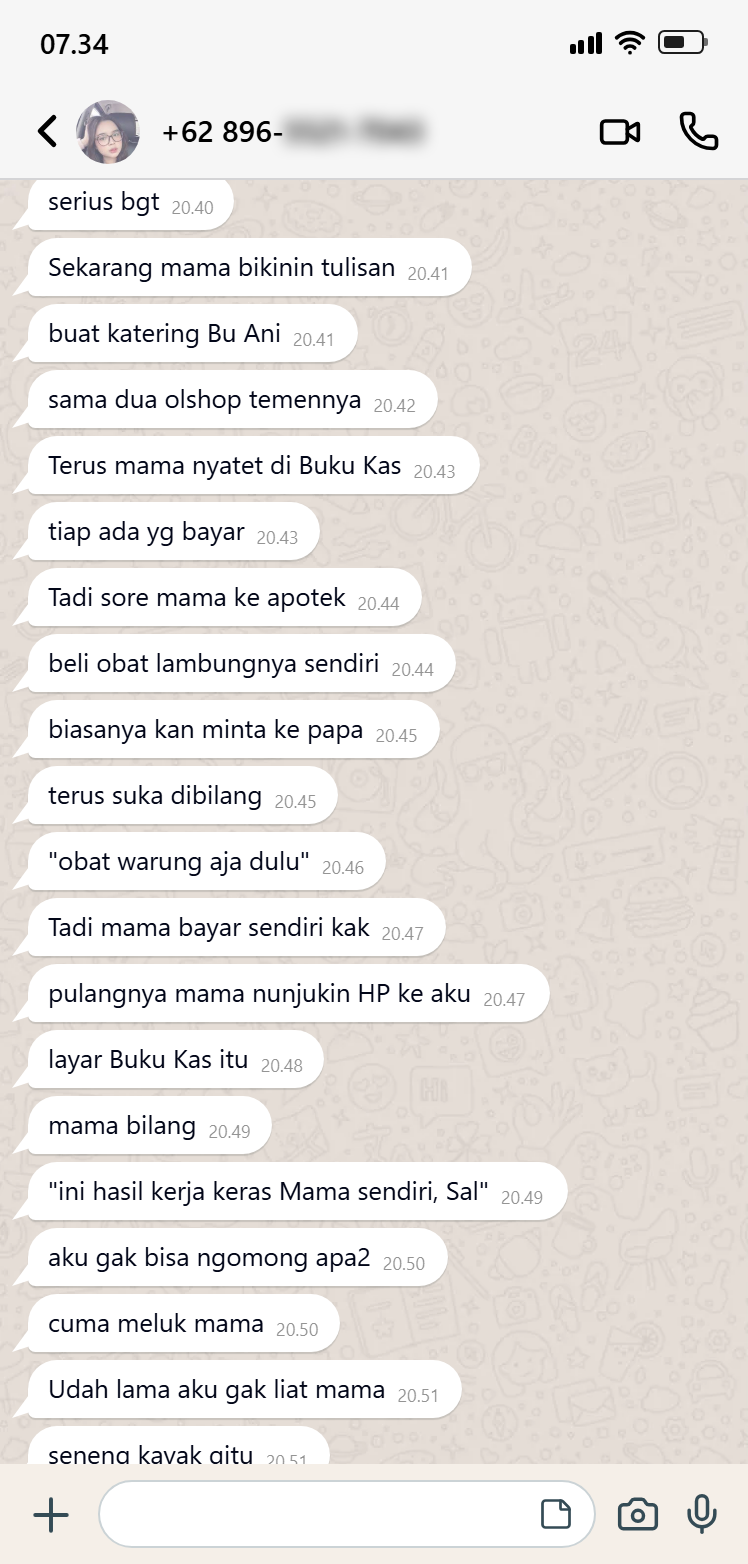 07.34
+62 896-
serius bgt 20.40
Sekarang mama bikinin tulisan 20.41
buat katering Bu Ani 20.41
sama dua olshop temennya 20.42
Terus mama nyatet di Buku Kas 20.43
tiap ada yg bayar 20.43
Tadi sore mama ke apotek 20.44
beli obat lambungnya sendiri 20.44
biasanya kan minta ke papa 20.45
terus suka dibilang 20.45
"obat warung aja dulu" 20.46
Tadi mama bayar sendiri kak 20.47
pulangnya mama nunjukin HP ke aku 20.47
layar Buku Kas itu 20.48
mama bilang 20.49
"ini hasil kerja keras Mama sendiri, Sal" 20.49
aku gak bisa ngomong apa2 20.50
cuma meluk mama 20.50
Udah lama aku gak liat mama 20.51
seneng kayak gitu 20.51